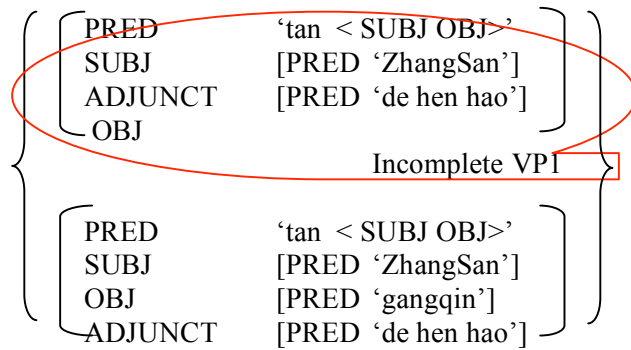 PRED ‘tan < SUBJ OBJ>’
SUBJ [PRED ‘ZhangSan’]
ADJUNCT [PRED ‘de hen hao’]
OBJ
Incomplete VP1
PRED ‘tan < SUBJ OBJ>’
SUBJ [PRED ‘ZhangSan’]
OBJ [PRED ‘gangqin’]
ADJUNCT [PRED ‘de hen hao’]